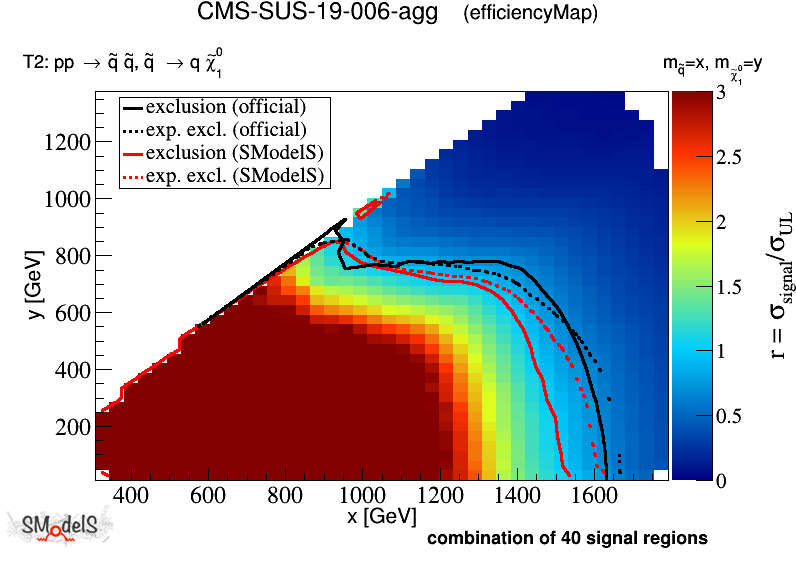 CMS-SUS-19-006-agg (efficiencyMap)
T2: pp → q̃ q̃, q̃ → q χ̃⁰₁
m_q̃=x, m_χ̃⁰₁=y
exclusion (official)
exp. excl. (official)
exclusion (SModelS)
exp. excl. (SModelS)
1200
1000
800
600
400
200
y [GeV]
400 600 800 1000 1200 1400 1600
x [GeV]
3
2.5
2
1.5
1
0.5
0
r = σ_signal/σ_UL
SModelS
combination of 40 signal regions